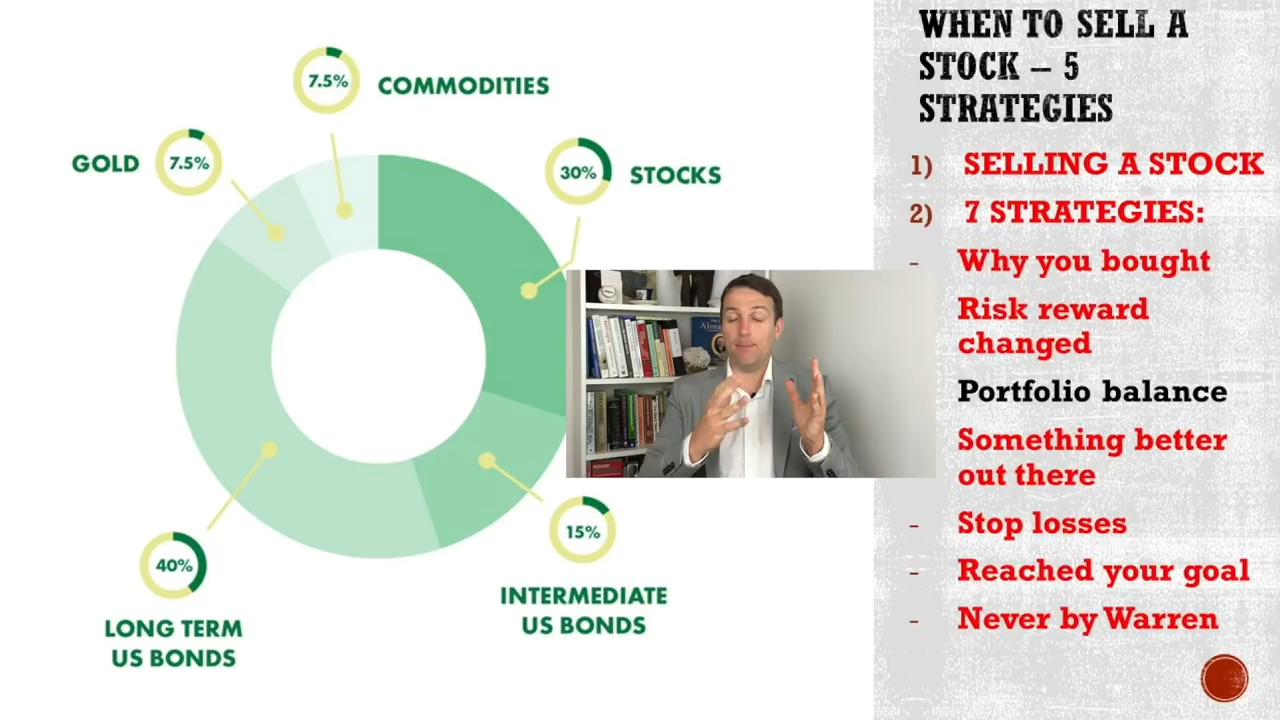 7.5%
COMMODITIES
GOLD
7.5%
30%
STOCKS
40%
LONG TERM
US BONDS
15%
INTERMEDIATE
US BONDS
WHEN TO SELL A
STOCK – 5
STRATEGIES
1) SELLING A STOCK
2) 7 STRATEGIES:
- Why you bought
Risk reward
changed
Portfolio balance
Something better
out there
- Stop losses
- Reached your goal
- Never by Warren